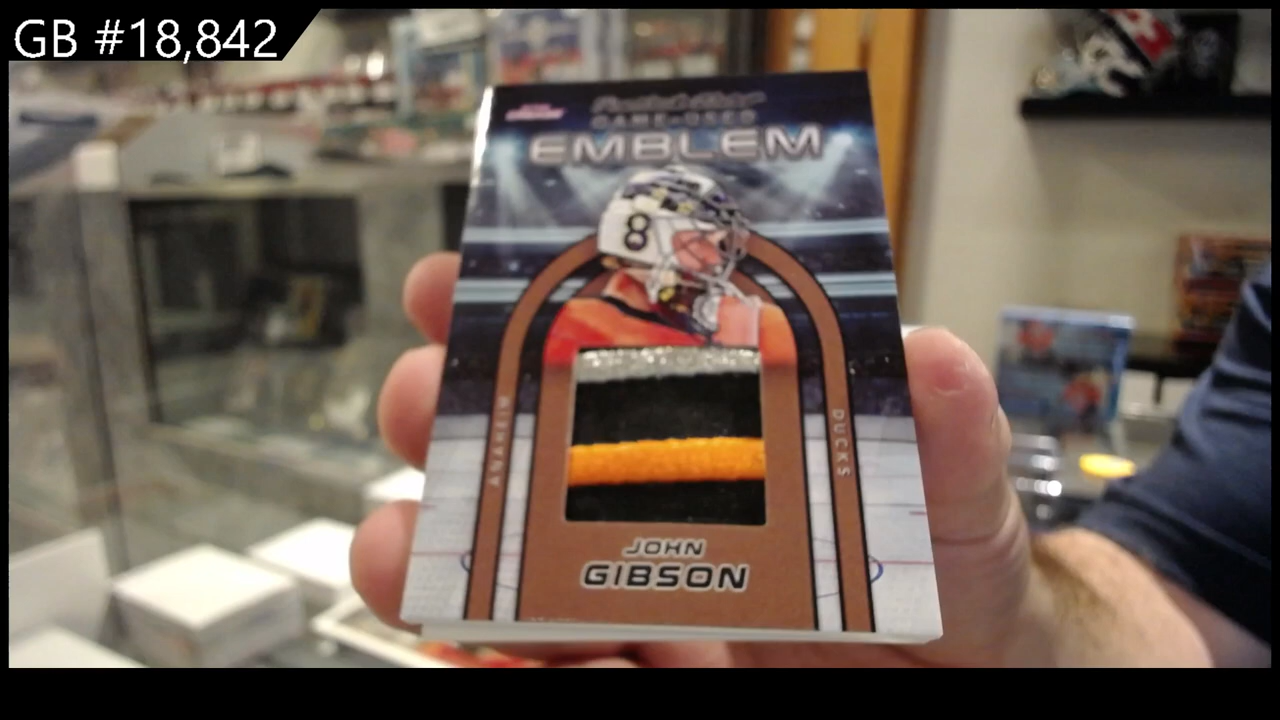 GB #18,842
GAME-USED
EMBLEM
8
ANAHEIM
DUCKS
JOHN
GIBSON